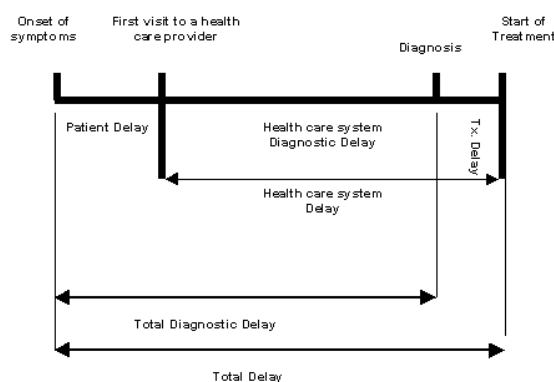 Onset of
symptoms
First visit to a health
care provider
Diagnosis
Start of
Treatment
Patient Delay
Health care system
Diagnostic Delay
Tx. Delay
Health care system
Delay
Total Diagnostic Delay
Total Delay